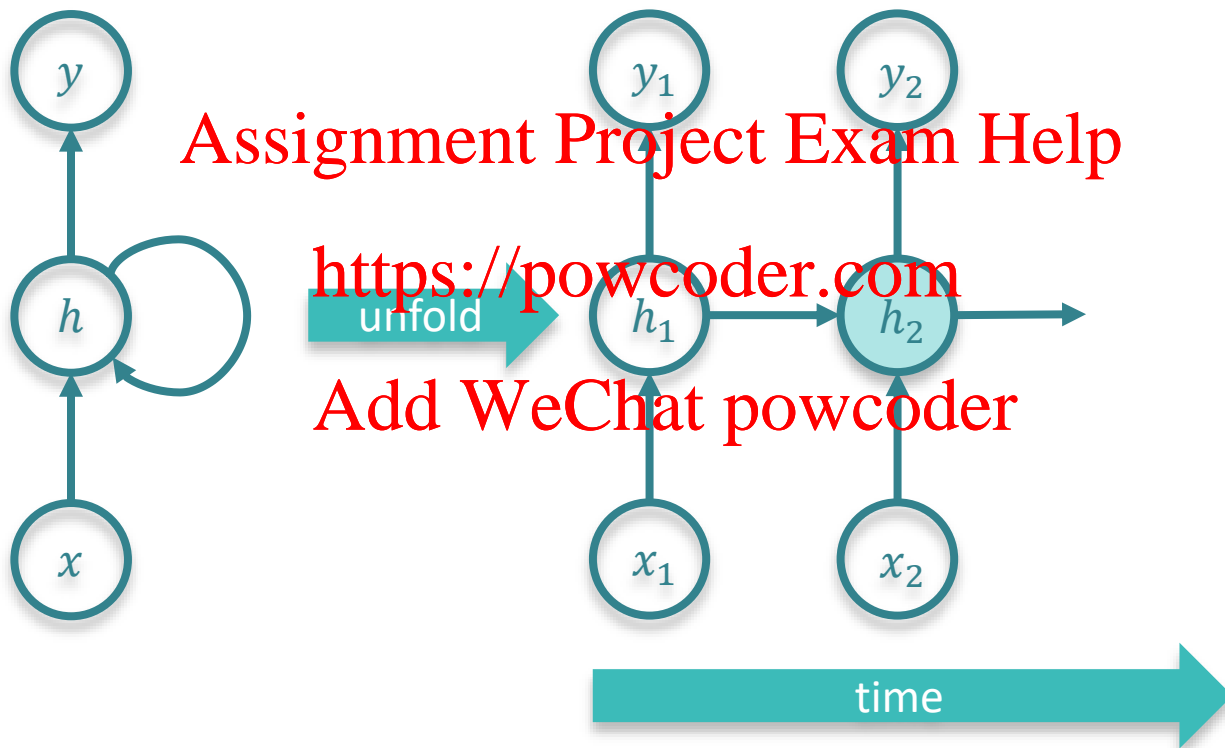 y y₁ y₂
Assignment Project Exam Help
https://powcoder.com
h unfold h₁ h₂
Add WeChat powcoder
x x₁ x₂
time